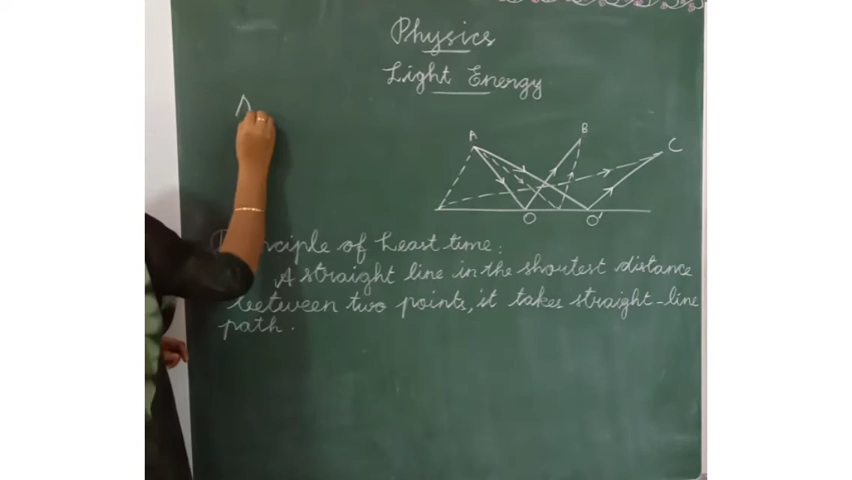 Physics
Light Energy
A
B
C
O
O'
Principle of Least time:
A straight line in the shortest distance
between two points, it takes straight-line
path.